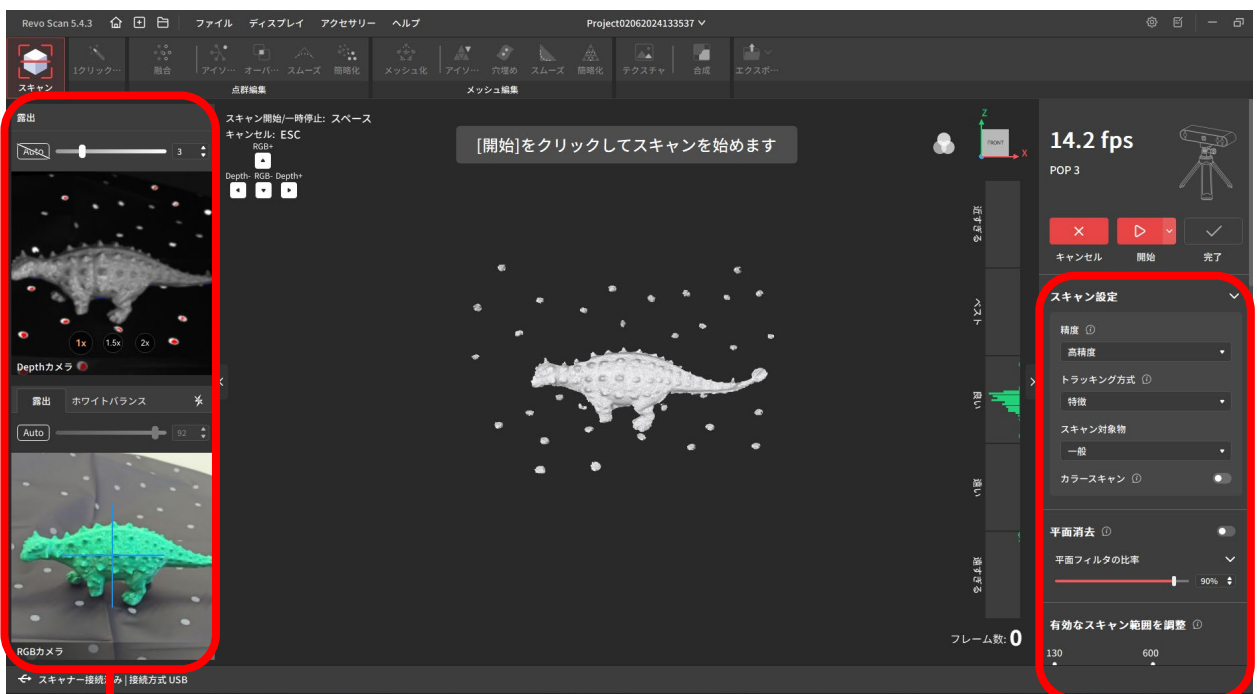 Revo Scan 5.4.3
ファイル ディスプレイ アクセサリー ヘルプ
Project02062024133537
スキャン
1クリック…
融合
アイソ…
オーバ…
スムーズ
簡略化
点群編集
メッシュ化
アイソ…
穴埋め
スムーズ
簡略化
メッシュ編集
テクスチャ
合成
エクスポ…
露出
Auto
3
1x
1.5x
2x
Depthカメラ
露出 ホワイトバランス
Auto
92
RGBカメラ
スキャン開始/一時停止: スペース
キャンセル: ESC
RGB+
Depth- RGB- Depth+
[開始]をクリックしてスキャンを始めます
Z
FRONT
X
近すぎる
ベスト
良い
遠い
遠すぎる
フレーム数: 0
14.2 fps
POP 3
キャンセル
開始
完了
スキャン設定
精度
高精度
トラッキング方式
特徴
スキャン対象物
一般
カラースキャン
平面消去
平面フィルタの比率
90%
有効なスキャン範囲を調整
130 600
スキャナー接続済み | 接続方式 USB